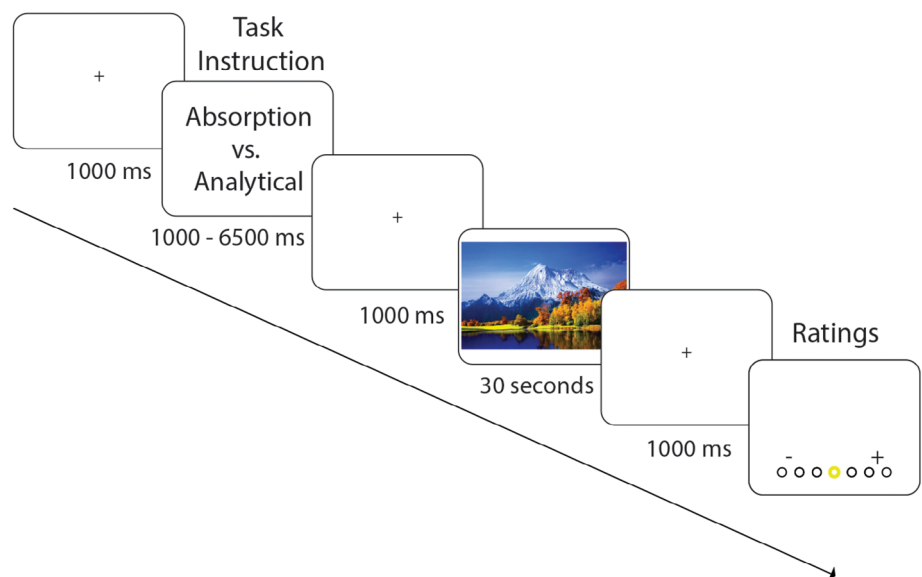 +
1000 ms
Task
Instruction
Absorption
vs.
Analytical
1000 - 6500 ms
+
1000 ms
30 seconds
+
1000 ms
Ratings
- +